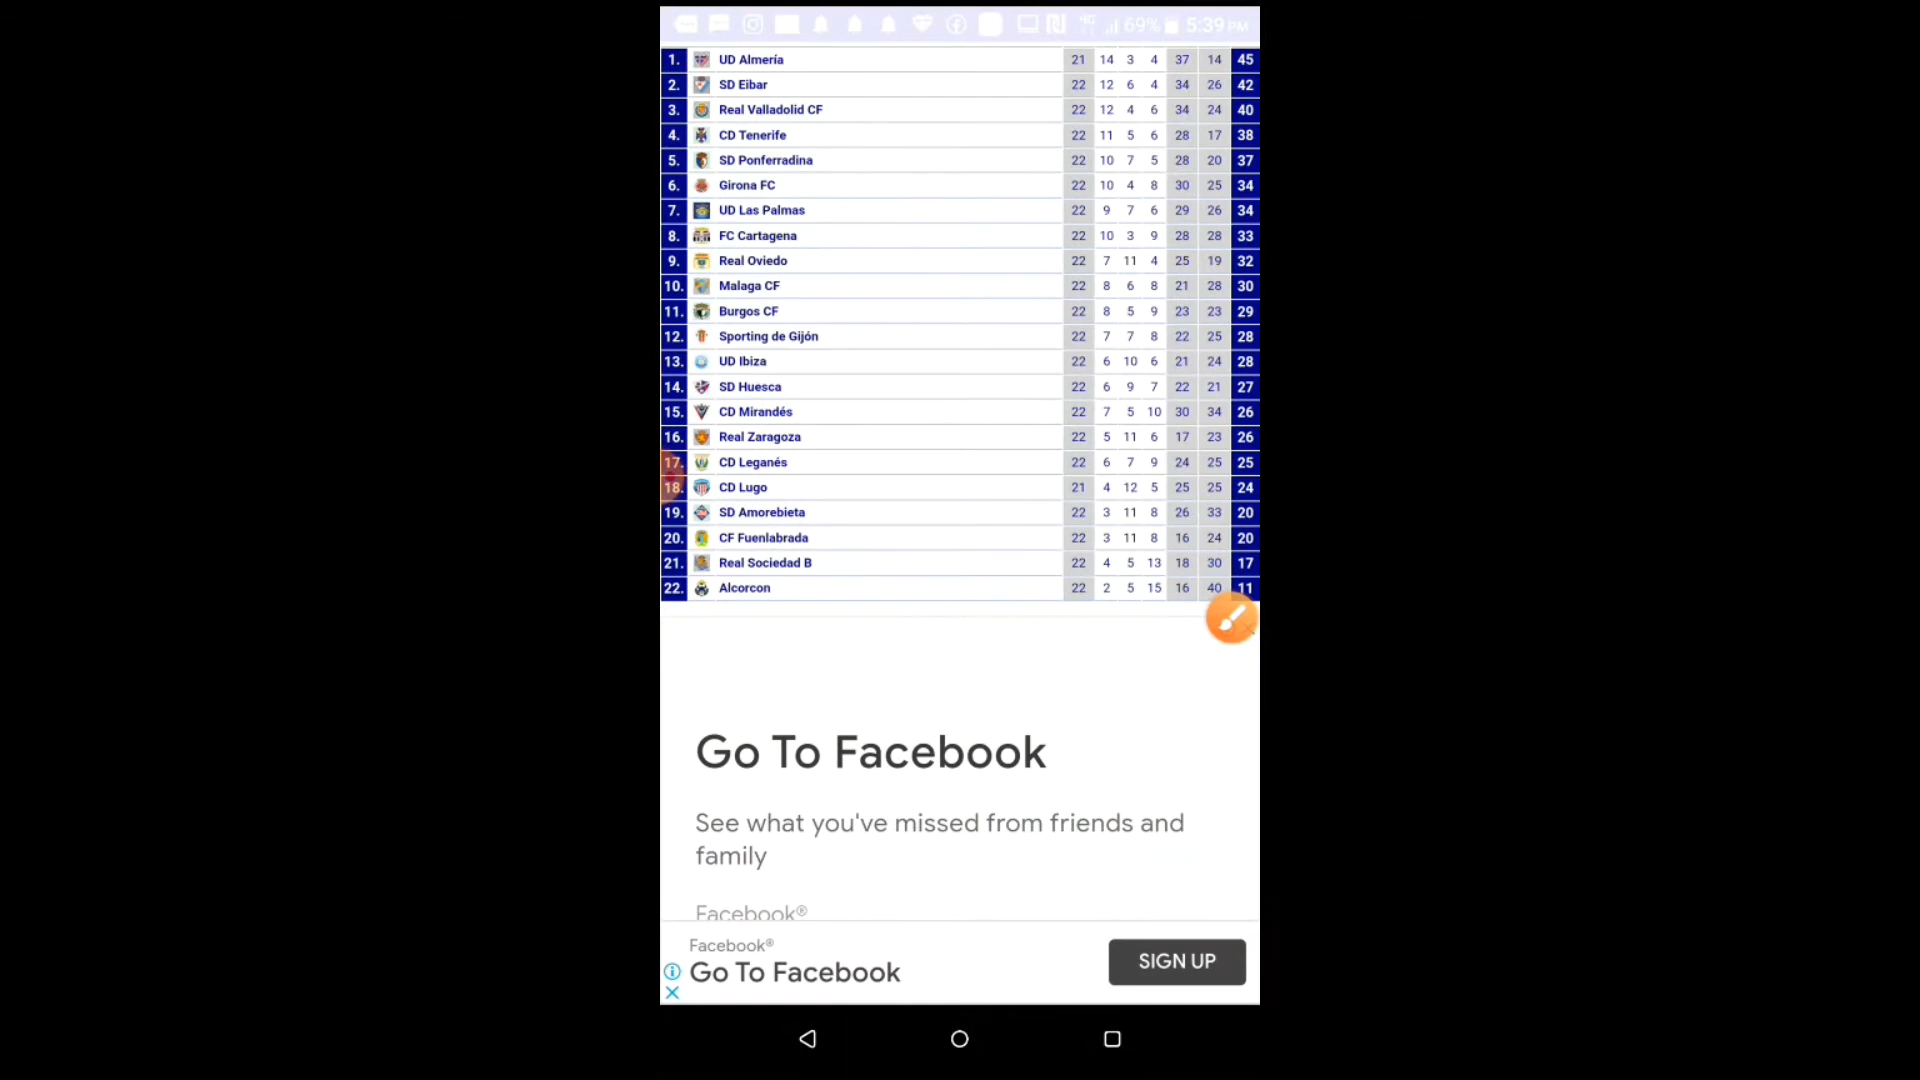 69% 5:39 PM
1. UD Almería 21 14 3 4 37 14 45
2. SD Eibar 22 12 6 4 34 26 42
3. Real Valladolid CF 22 12 4 6 34 24 40
4. CD Tenerife 22 11 5 6 28 17 38
5. SD Ponferradina 22 10 7 5 28 20 37
6. Girona FC 22 10 4 8 30 25 34
7. UD Las Palmas 22 9 7 6 29 26 34
8. FC Cartagena 22 10 3 9 28 28 33
9. Real Oviedo 22 7 11 4 25 19 32
10. Malaga CF 22 8 6 8 21 28 30
11. Burgos CF 22 8 5 9 23 23 29
12. Sporting de Gijón 22 7 7 8 22 25 28
13. UD Ibiza 22 6 10 6 21 24 28
14. SD Huesca 22 6 9 7 22 21 27
15. CD Mirandés 22 7 5 10 30 34 26
16. Real Zaragoza 22 5 11 6 17 23 26
17. CD Leganés 22 6 7 9 24 25 25
18. CD Lugo 21 4 12 5 25 25 24
19. SD Amorebieta 22 3 11 8 26 33 20
20. CF Fuenlabrada 22 3 11 8 16 24 20
21. Real Sociedad B 22 4 5 13 18 30 17
22. Alcorcon 22 2 5 15 16 40 11
Go To Facebook
See what you've missed from friends and
family
Facebook®
Facebook®
Go To Facebook
SIGN UP